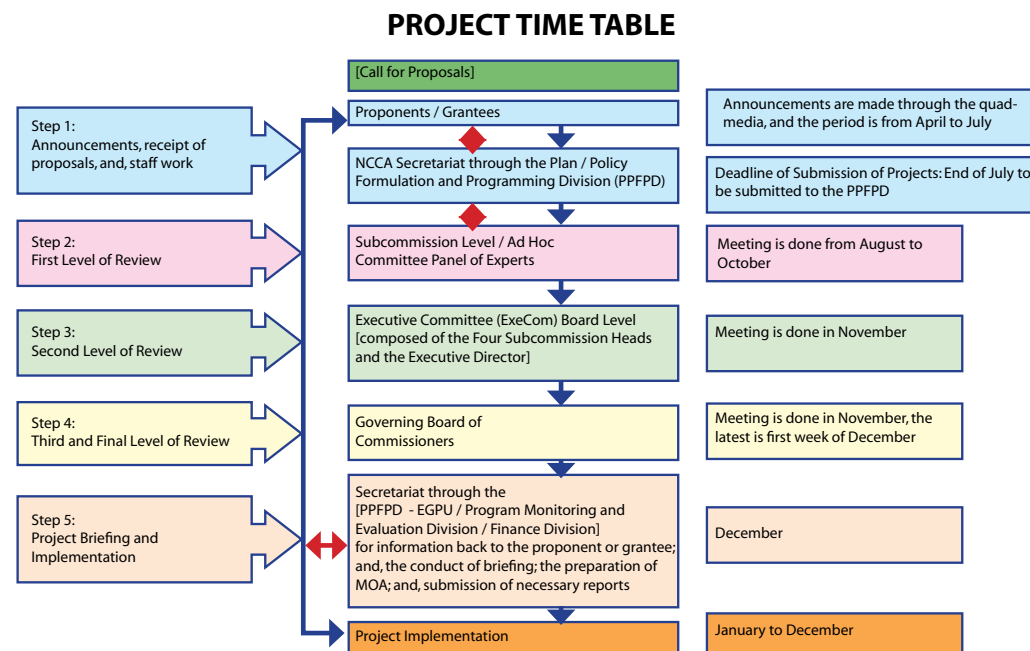 PROJECT TIME TABLE
[Call for Proposals]
Step 1:
Announcements, receipt of
proposals, and, staff work
Proponents / Grantees
Announcements are made through the quad-
media, and the period is from April to July
NCCA Secretariat through the Plan / Policy
Formulation and Programming Division (PPFPD)
Deadline of Submission of Projects: End of July to
be submitted to the PPFPD
Step 2:
First Level of Review
Subcommission Level / Ad Hoc
Committee Panel of Experts
Meeting is done from August to
October
Step 3:
Second Level of Review
Executive Committee (ExeCom) Board Level
[composed of the Four Subcommission Heads
and the Executive Director]
Meeting is done in November
Step 4:
Third and Final Level of Review
Governing Board of
Commissioners
Meeting is done in November, the
latest is first week of December
Step 5:
Project Briefing and
Implementation
Secretariat through the
[PPFPD - EGPU / Program Monitoring and
Evaluation Division / Finance Division]
for information back to the proponent or grantee;
and, the conduct of briefing; the preparation of
MOA; and, submission of necessary reports
December
Project Implementation
January to December